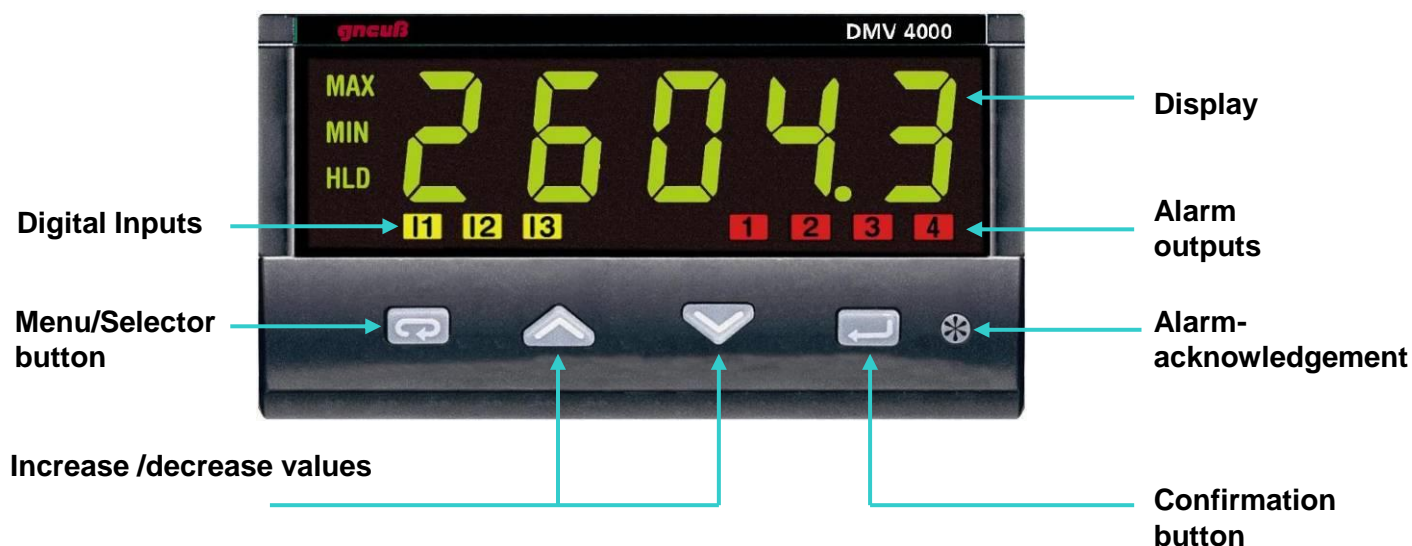 gneuß
DMV 4000
MAX
MIN
HLD
2604.3
I1 I2 I3
1 2 3 4
Display
Digital Inputs
Alarm
outputs
Menu/Selector
button
Alarm-
acknowledgement
Increase /decrease values
Confirmation
button